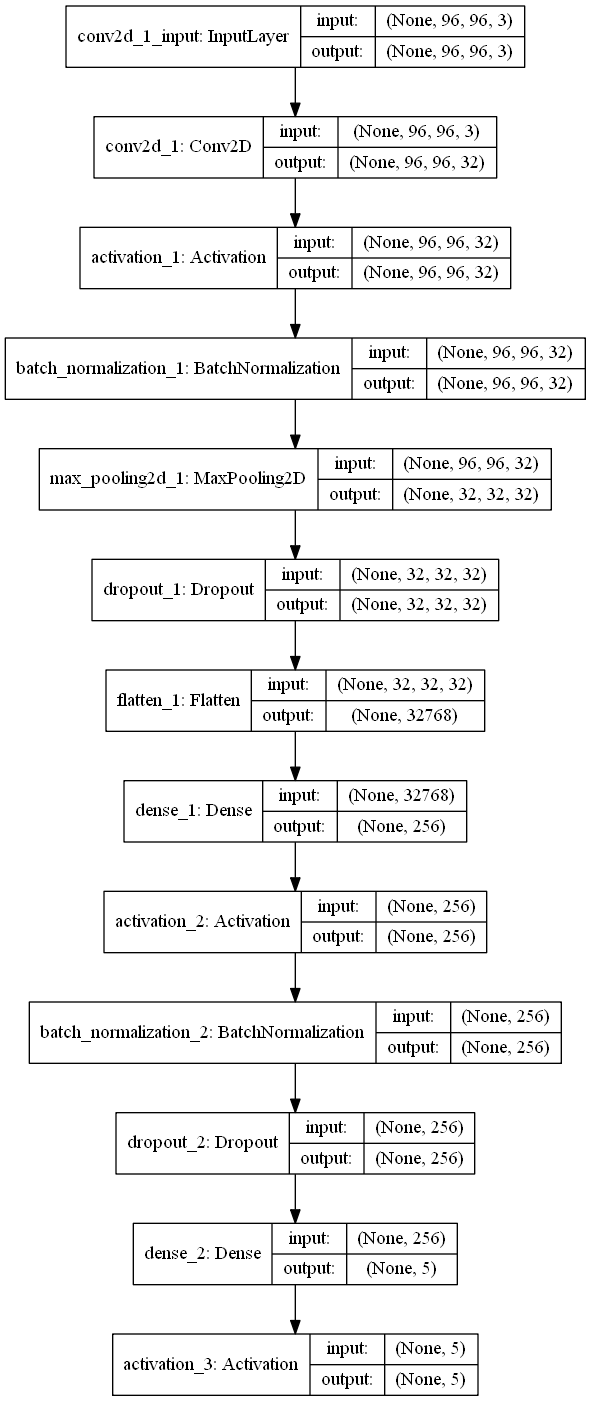 conv2d_1_input: InputLayer
input: (None, 96, 96, 3)
output: (None, 96, 96, 3)
conv2d_1: Conv2D
input: (None, 96, 96, 3)
output: (None, 96, 96, 32)
activation_1: Activation
input: (None, 96, 96, 32)
output: (None, 96, 96, 32)
batch_normalization_1: BatchNormalization
input: (None, 96, 96, 32)
output: (None, 96, 96, 32)
max_pooling2d_1: MaxPooling2D
input: (None, 96, 96, 32)
output: (None, 32, 32, 32)
dropout_1: Dropout
input: (None, 32, 32, 32)
output: (None, 32, 32, 32)
flatten_1: Flatten
input: (None, 32, 32, 32)
output: (None, 32768)
dense_1: Dense
input: (None, 32768)
output: (None, 256)
activation_2: Activation
input: (None, 256)
output: (None, 256)
batch_normalization_2: BatchNormalization
input: (None, 256)
output: (None, 256)
dropout_2: Dropout
input: (None, 256)
output: (None, 256)
dense_2: Dense
input: (None, 256)
output: (None, 5)
activation_3: Activation
input: (None, 5)
output: (None, 5)